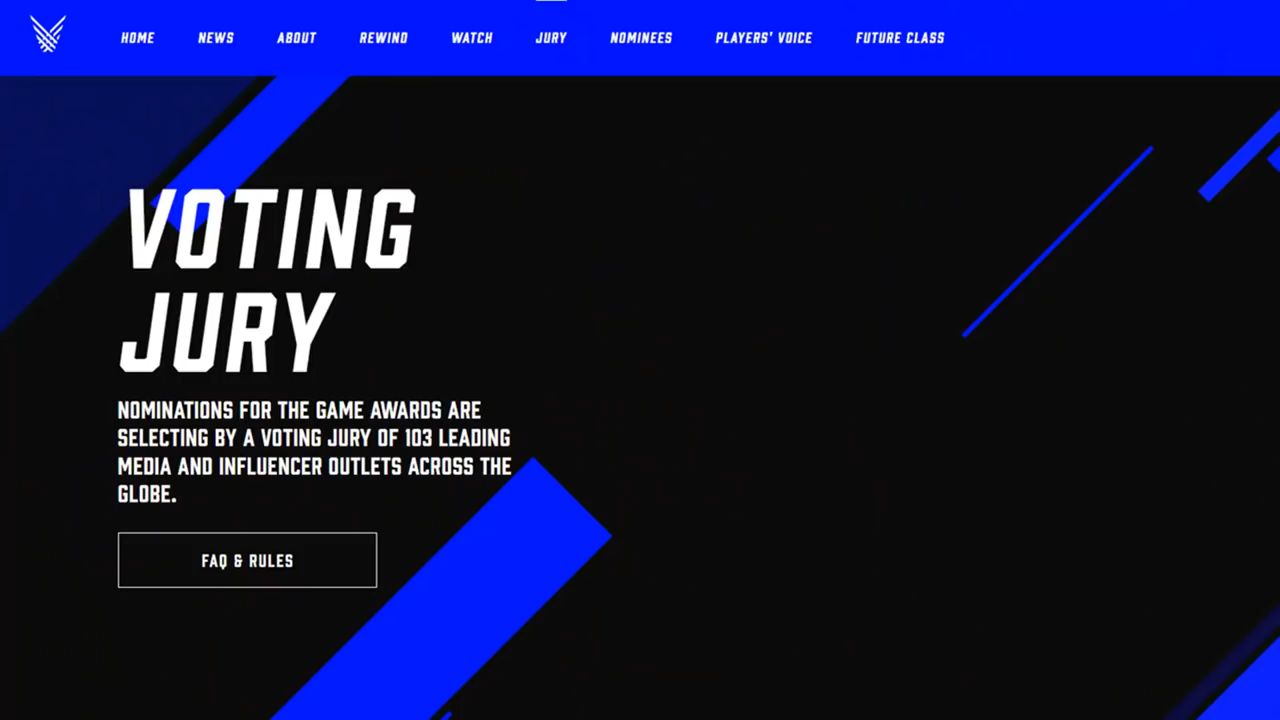 HOME NEWS ABOUT REWIND WATCH JURY NOMINEES PLAYERS' VOICE FUTURE CLASS
VOTING
JURY
NOMINATIONS FOR THE GAME AWARDS ARE
SELECTING BY A VOTING JURY OF 103 LEADING
MEDIA AND INFLUENCER OUTLETS ACROSS THE
GLOBE.
FAQ & RULES